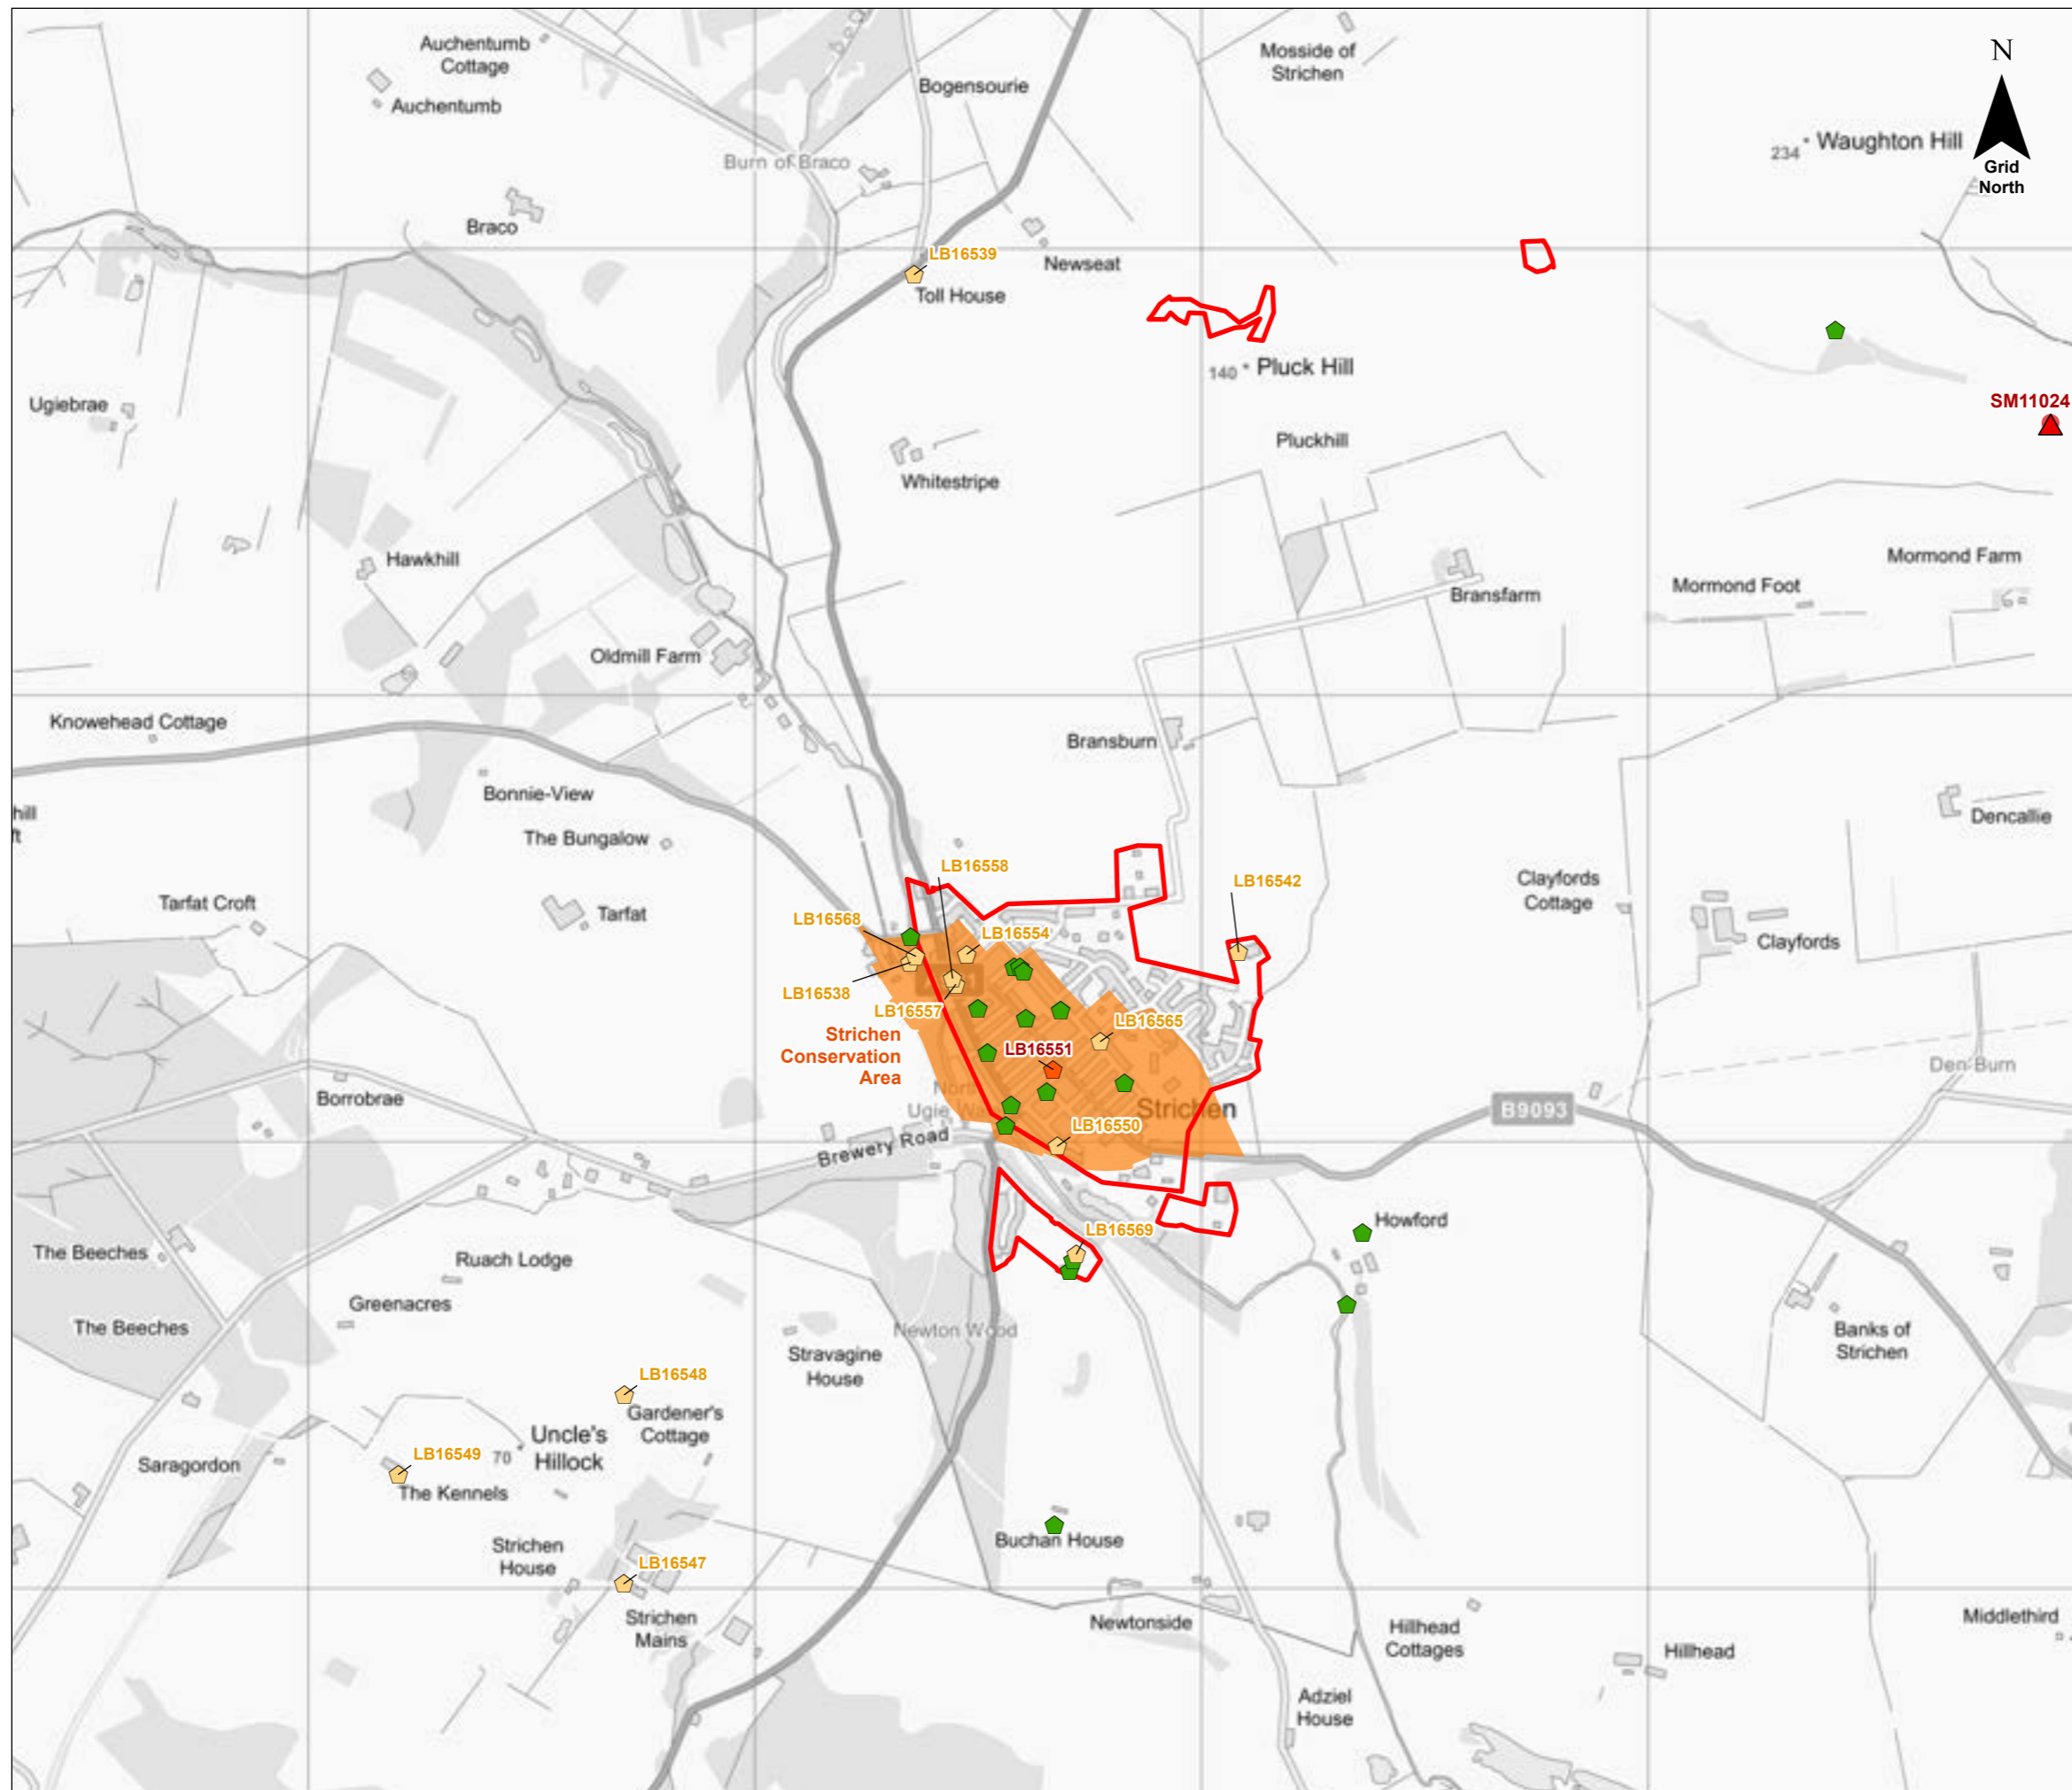 Auchentumb
Cottage
Auchentumb
Bogensourie
Mosside of
Strichen
N
Grid
North
234
Waughton Hill
Burn of Braco
Braco
LB16539
Toll House
Newseat
140
Pluck Hill
SM11024
Ugiebrae
Pluckhill
Whitestripe
Hawkhill
Mormond Farm
Mormond Foot
Bransfarm
Oldmill Farm
Knowehead Cottage
Bransburn
Bonnie-View
The Bungalow
hill
ft
Dencallie
LB16558
LB16542
Clayfords
Cottage
Tarfat Croft
Tarfat
LB16568
LB16554
Clayfords
LB16538
LB16557
LB16565
Strichen
Conservation
Area
LB16551
Den Burn
North
Ugie
Borrobrae
Strichen
B9093
LB16550
Brewery Road
LB16569
Howford
The Beeches
Ruach Lodge
Greenacres
The Beeches
Newton Wood
Stravagine
House
Banks of
Strichen
LB16548
Gardener's
Cottage
Uncle's
Hillock
70
LB16549
Saragordon
The Kennels
Strichen
House
Buchan House
LB16547
Strichen
Mains
Newtonside
Hillhead
Cottages
Hillhead
Middlethird
Adziel
House